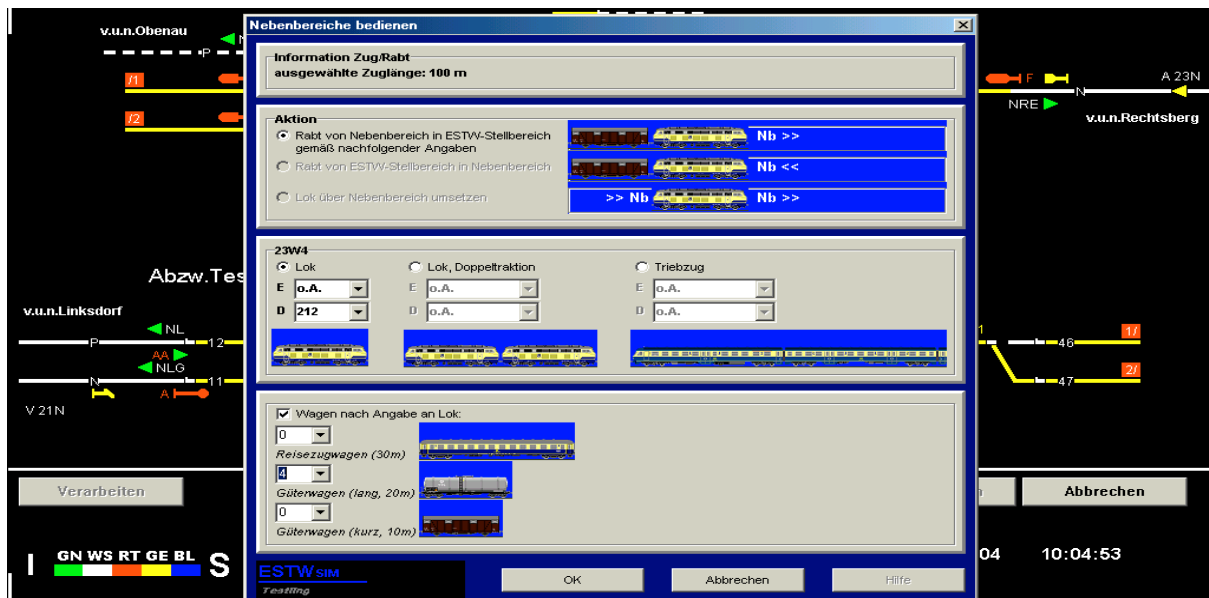 v.u.n.Obenau
P
/1
/2
Abzw.Tes
v.u.n.Linksdorf
NL
P
12
AA
NLG
N
11
A
V 21N
Verarbeiten
I GN WS RT GE BL S
Nebenbereiche bedienen
Information Zug/Rabt
ausgewählte Zuglänge: 100 m
Aktion
Rabt von Nebenbereich in ESTW-Stellbereich
gemäß nachfolgender Angaben
Nb >>
Rabt von ESTW-Stellbereich in Nebenbereich
Nb <<
Lok über Nebenbereich umsetzen
>> Nb Nb >>
23W4
Lok Lok, Doppeltraktion Triebzug
E o.A. E o.A. E o.A.
D 212 D o.A. D o.A.
Wagen nach Angabe an Lok:
0
Reisezugwagen (30m)
4
Güterwagen (lang, 20m)
0
Güterwagen (kurz, 10m)
ESTW SIM
Testling
OK Abbrechen Hilfe
F
N
A 23N
NRE
v.u.n.Rechtsberg
1
46
1/
47
2/
Abbrechen
04 10:04:53